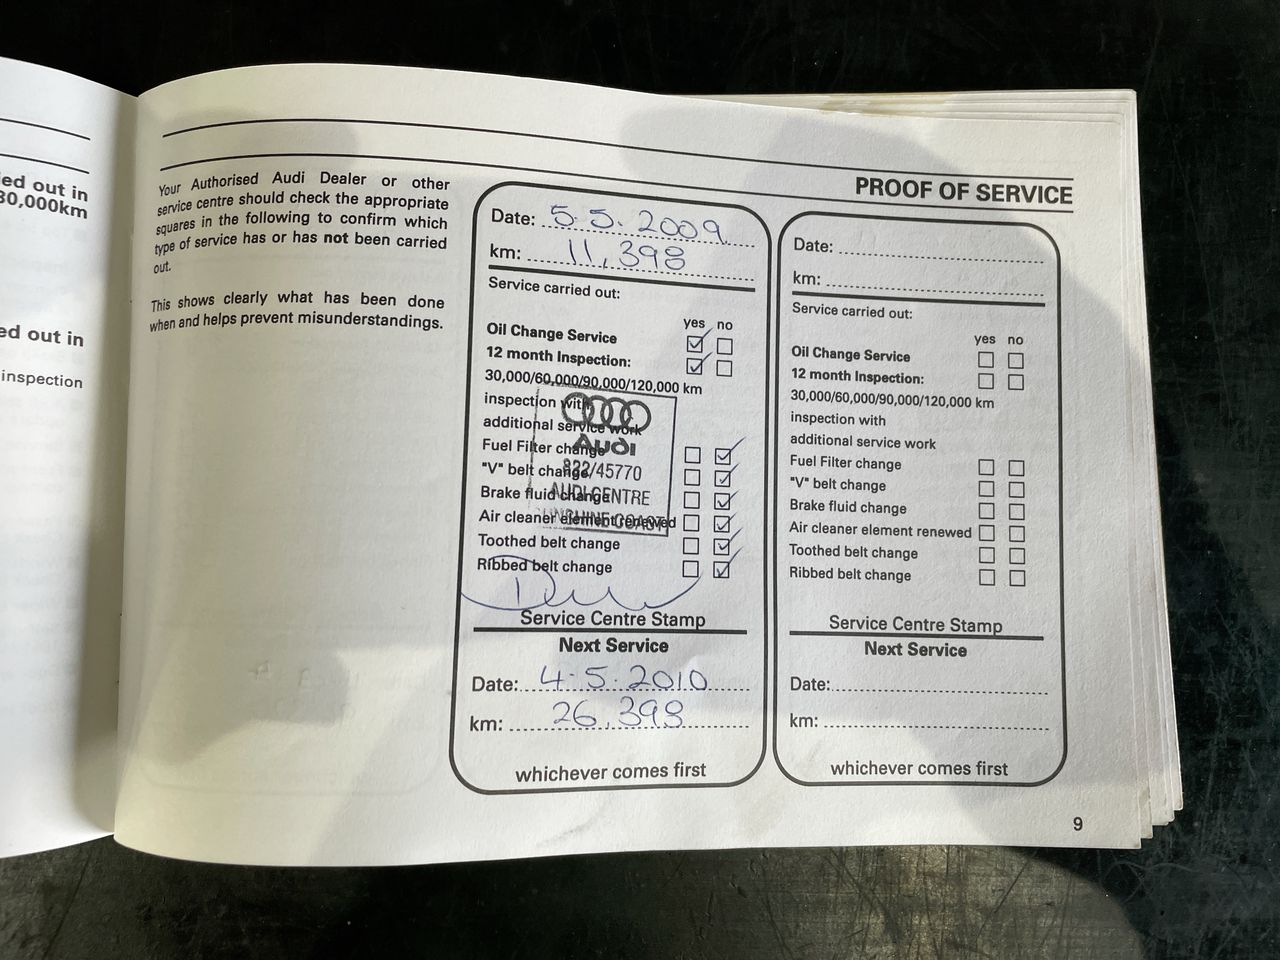 ied out in
30,000km
ed out in
inspection
Your Authorised Audi Dealer or other
service centre should check the appropriate
squares in the following to confirm which
type of service has or has not been carried
out.
This shows clearly what has been done
when and helps prevent misunderstandings.
PROOF OF SERVICE
Date: 5.5.2009
km: 11,398
Service carried out:
yes no
Oil Change Service
12 month Inspection:
30,000/60,000/90,000/120,000 km
inspection with
additional service work
Fuel Filter change
"V" belt change
Brake fluid change
Air cleaner element renewed
Toothed belt change
Ribbed belt change
Audi
822/45770
AUDI CENTRE
SUNSHINE COAST
Service Centre Stamp
Next Service
Date: 4.5.2010
km: 26,398
whichever comes first
Date:
km:
Service carried out:
yes no
Oil Change Service
12 month Inspection:
30,000/60,000/90,000/120,000 km
inspection with
additional service work
Fuel Filter change
"V" belt change
Brake fluid change
Air cleaner element renewed
Toothed belt change
Ribbed belt change
Service Centre Stamp
Next Service
Date:
km:
whichever comes first
9